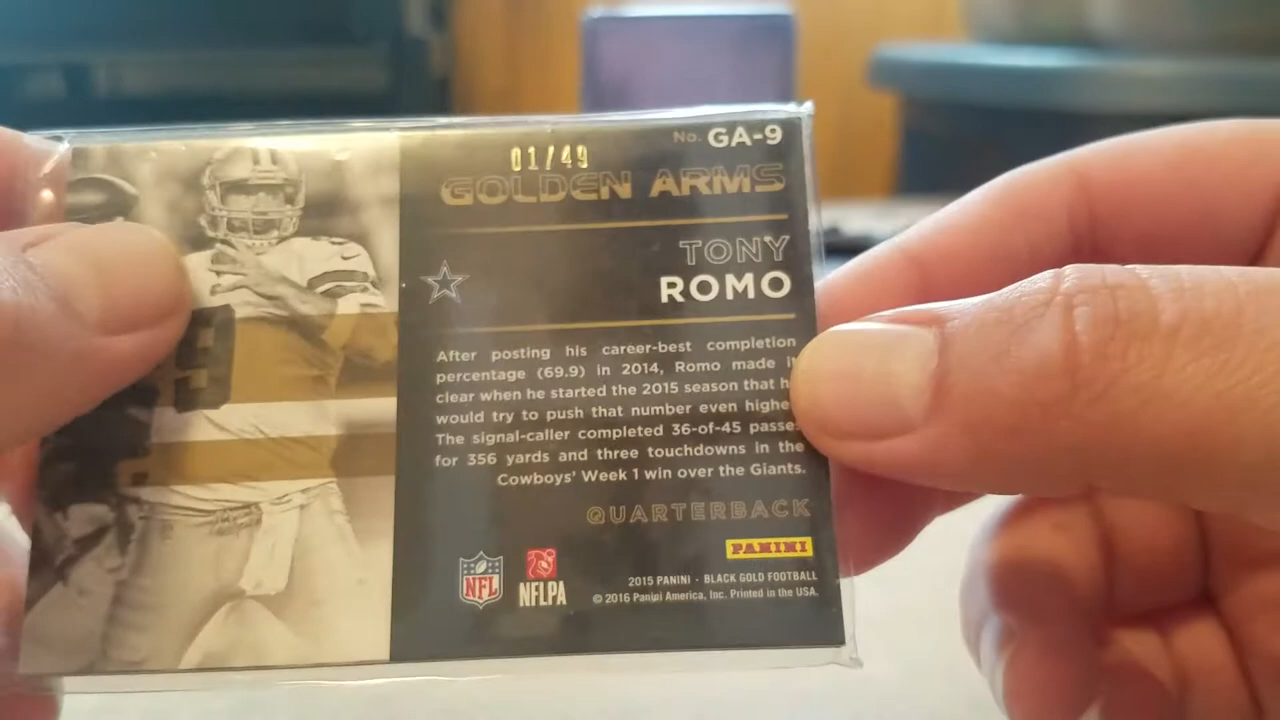 No. GA-9
01/49
GOLDEN ARMS
TONY
ROMO
After posting his career-best completion
percentage (69.9) in 2014, Romo made
clear when he started the 2015 season that
would try to push that number even
The signal-caller completed 36-of-45
for 356 yards and three touchdowns in the
Cowboys' Week 1 win over the Giants.
QUARTERBACK
PANINI
NFL
NFLPA
2015 PANINI - BLACK GOLD FOOTBALL
© 2016 Panini America, Inc. Printed in the USA.